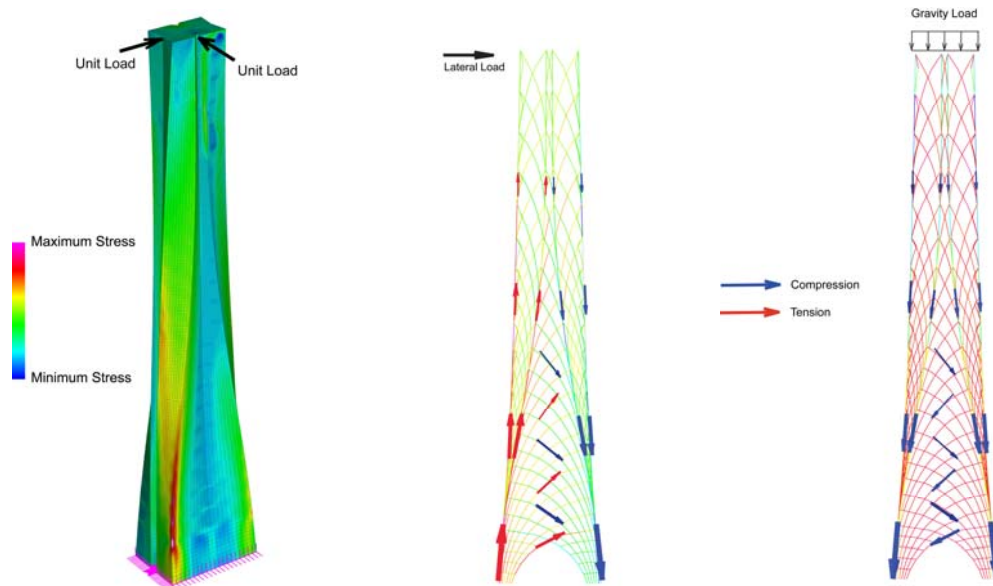 Unit Load
Unit Load
Maximum Stress
Minimum Stress
Lateral Load
Compression
Tension
Gravity Load